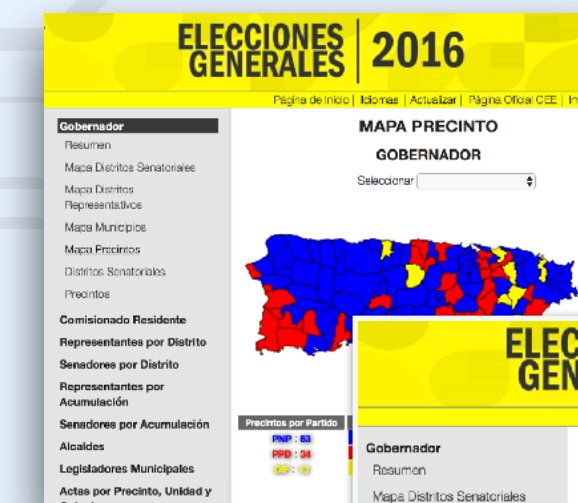 ELECCIONES
GENERALES
2016
Página de Inicio | Idiomas | Actualizar | Página Oficial CEE |
Gobernador
Resumen
Mapa Distritos Senatoriales
Mapa Distritos
Representativos
Mapa Municipios
Mapa Precintos
Distritos Senatoriales
Precintos
Comisionado Residente
Representantes por Distrito
Senadores por Distrito
Representantes por
Acumulación
Senadores por Acumulación
Alcaldes
Legisladores Municipales
Actas por Precinto, Unidad y
MAPA PRECINTO
GOBERNADOR
Seleccionar
Precintos por Partido
PNP : 63
PPD : 34
ELEC
GEN
Gobernador
Resumen
Mapa Distritos Senatoriales